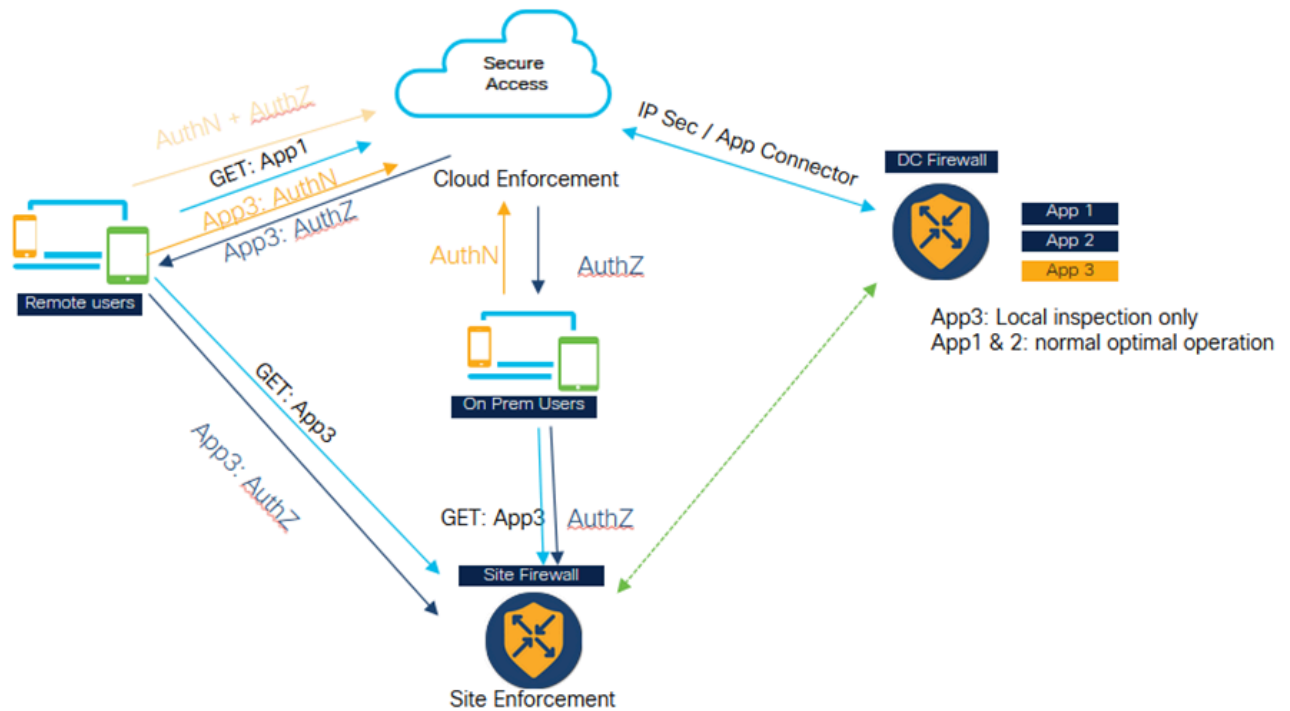 Secure
Access
AuthN + AuthZ
GET: App1
App3: AuthN
App3: AuthZ
Cloud Enforcement
IP Sec / App Connector
DC Firewall
App 1
App 2
App 3
AuthN
AuthZ
Remote users
App3: Local inspection only
App1 & 2: normal optimal operation
GET: App3
App3: AuthZ
On Prem Users
GET: App3
AuthZ
Site Firewall
Site Enforcement